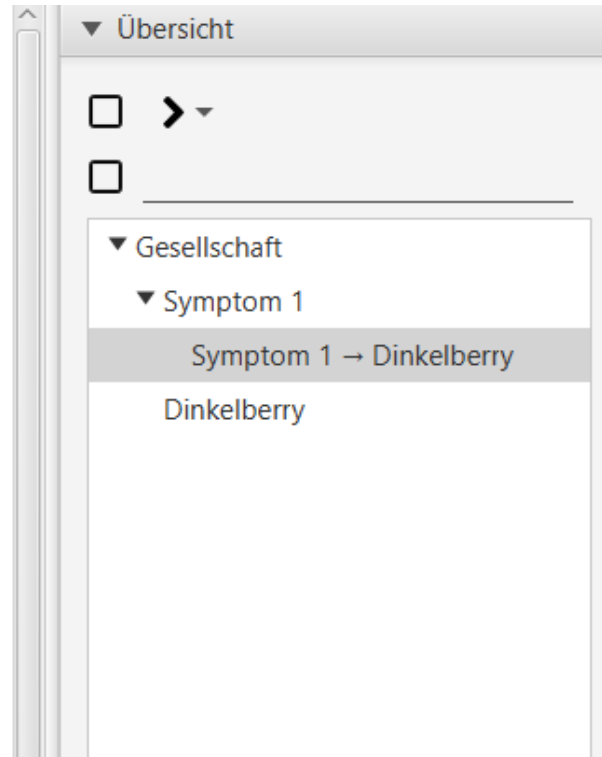 Übersicht
Gesellschaft
Symptom 1
Symptom 1 → Dinkelberry
Dinkelberry